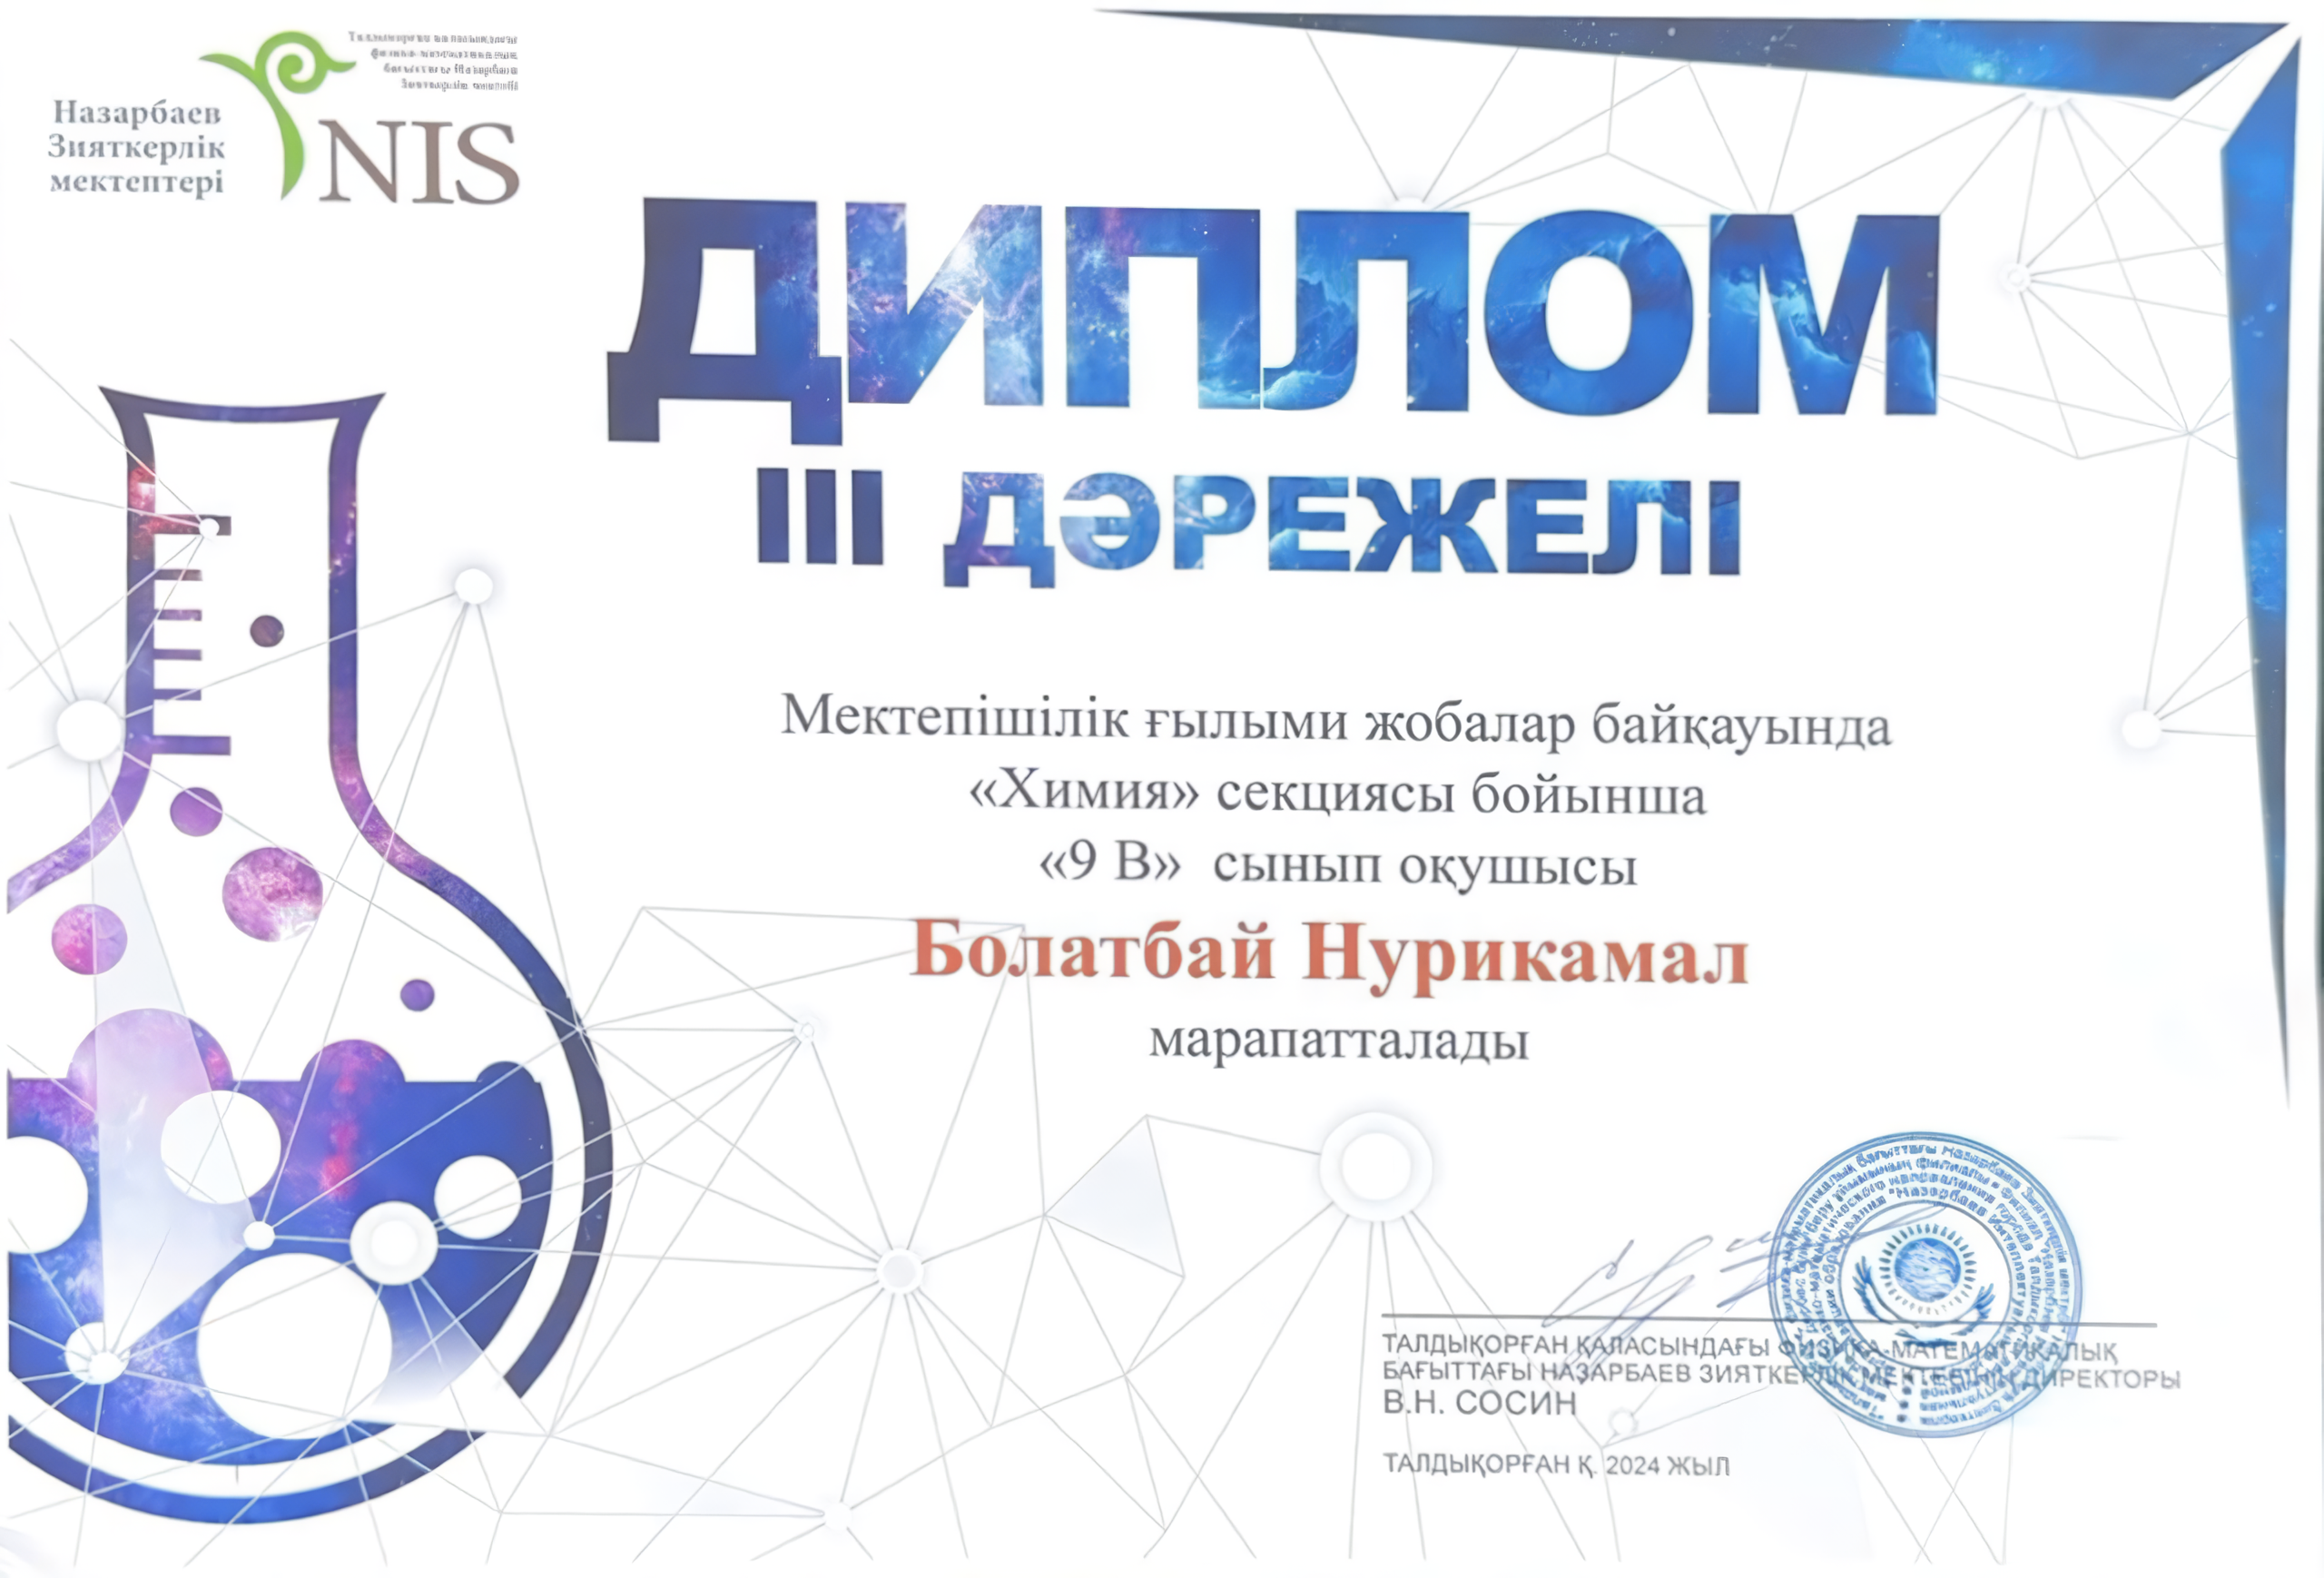 Назарбаев
Зияткерлік
мектептері
NIS
ДИПЛОМ
III ДӘРЕЖЕЛІ
Мектепішілік ғылыми жобалар байқауында
«Химия» секциясы бойынша
«9 В» сынып оқушысы
Болатбай Нурикамал
марапатталады
ТАЛДЫҚОРҒАН ҚАЛАСЫНДАҒЫ ФИЗИКА-МАТЕМАТИКАЛЫҚ
БАҒЫТТАҒЫ НАЗАРБАЕВ ЗИЯТКЕРЛІК МЕКТЕБІНІҢ ДИРЕКТОРЫ
В.Н. СОСИН
ТАЛДЫҚОРҒАН Қ. 2024 ЖЫЛ